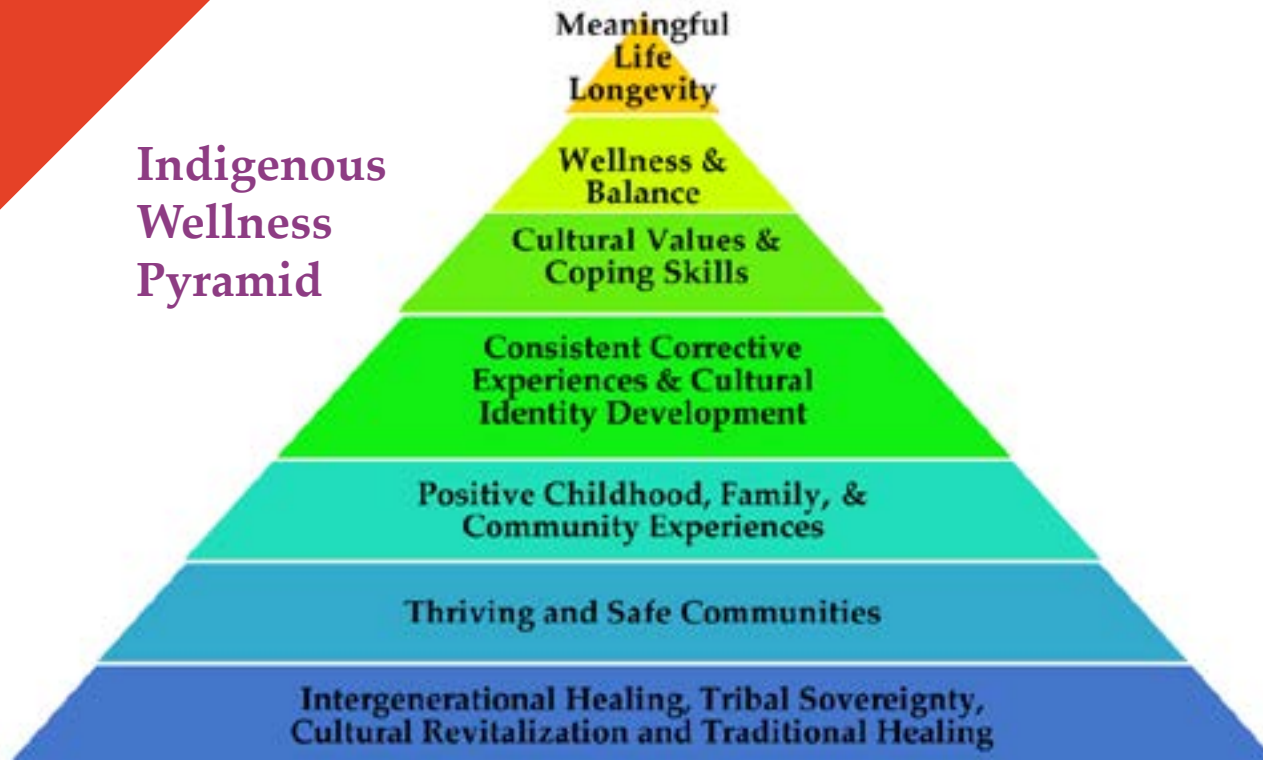 Indigenous
Wellness
Pyramid
Meaningful
Life
Longevity
Wellness &
Balance
Cultural Values &
Coping Skills
Consistent Corrective
Experiences & Cultural
Identity Development
Positive Childhood, Family, &
Community Experiences
Thriving and Safe Communities
Intergenerational Healing, Tribal Sovereignty,
Cultural Revitalization and Traditional Healing